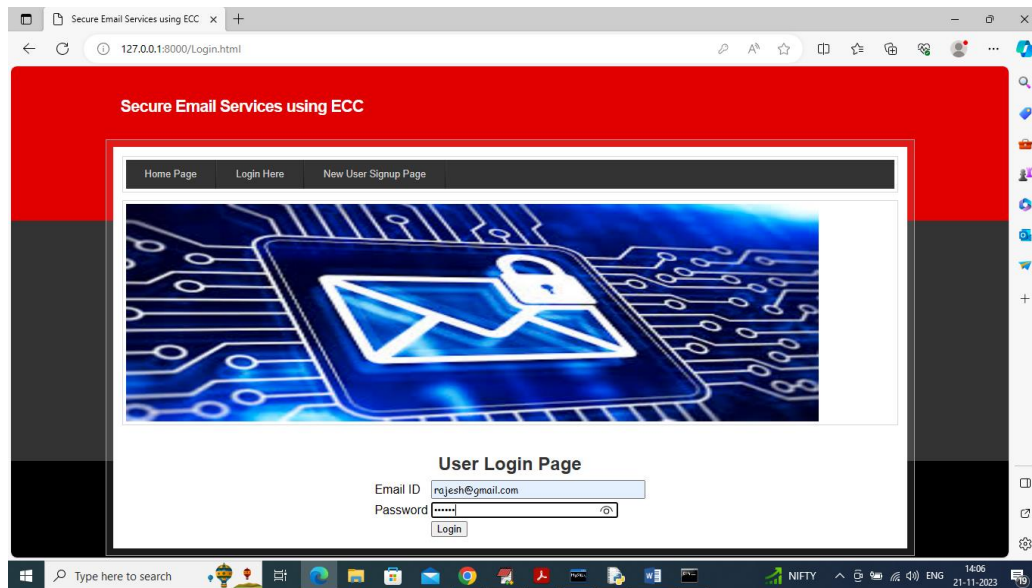 Secure Email Services using ECC
127.0.0.1:8000/Login.html
Secure Email Services using ECC
Home Page Login Here New User Signup Page
User Login Page
Email ID rajesh@gmail.com
Password ••••••
Login
Type here to search NIFTY ENG 14:06
21-11-2023